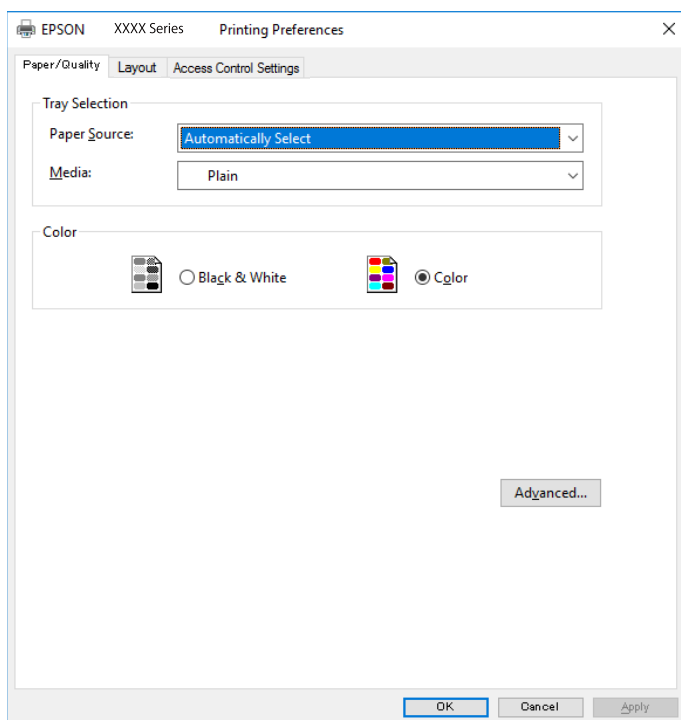 EPSON XXXX Series Printing Preferences
Paper/Quality Layout Access Control Settings
Tray Selection
Paper Source: Automatically Select
Media: Plain
Color
Black & White Color
Advanced...
OK Cancel Apply